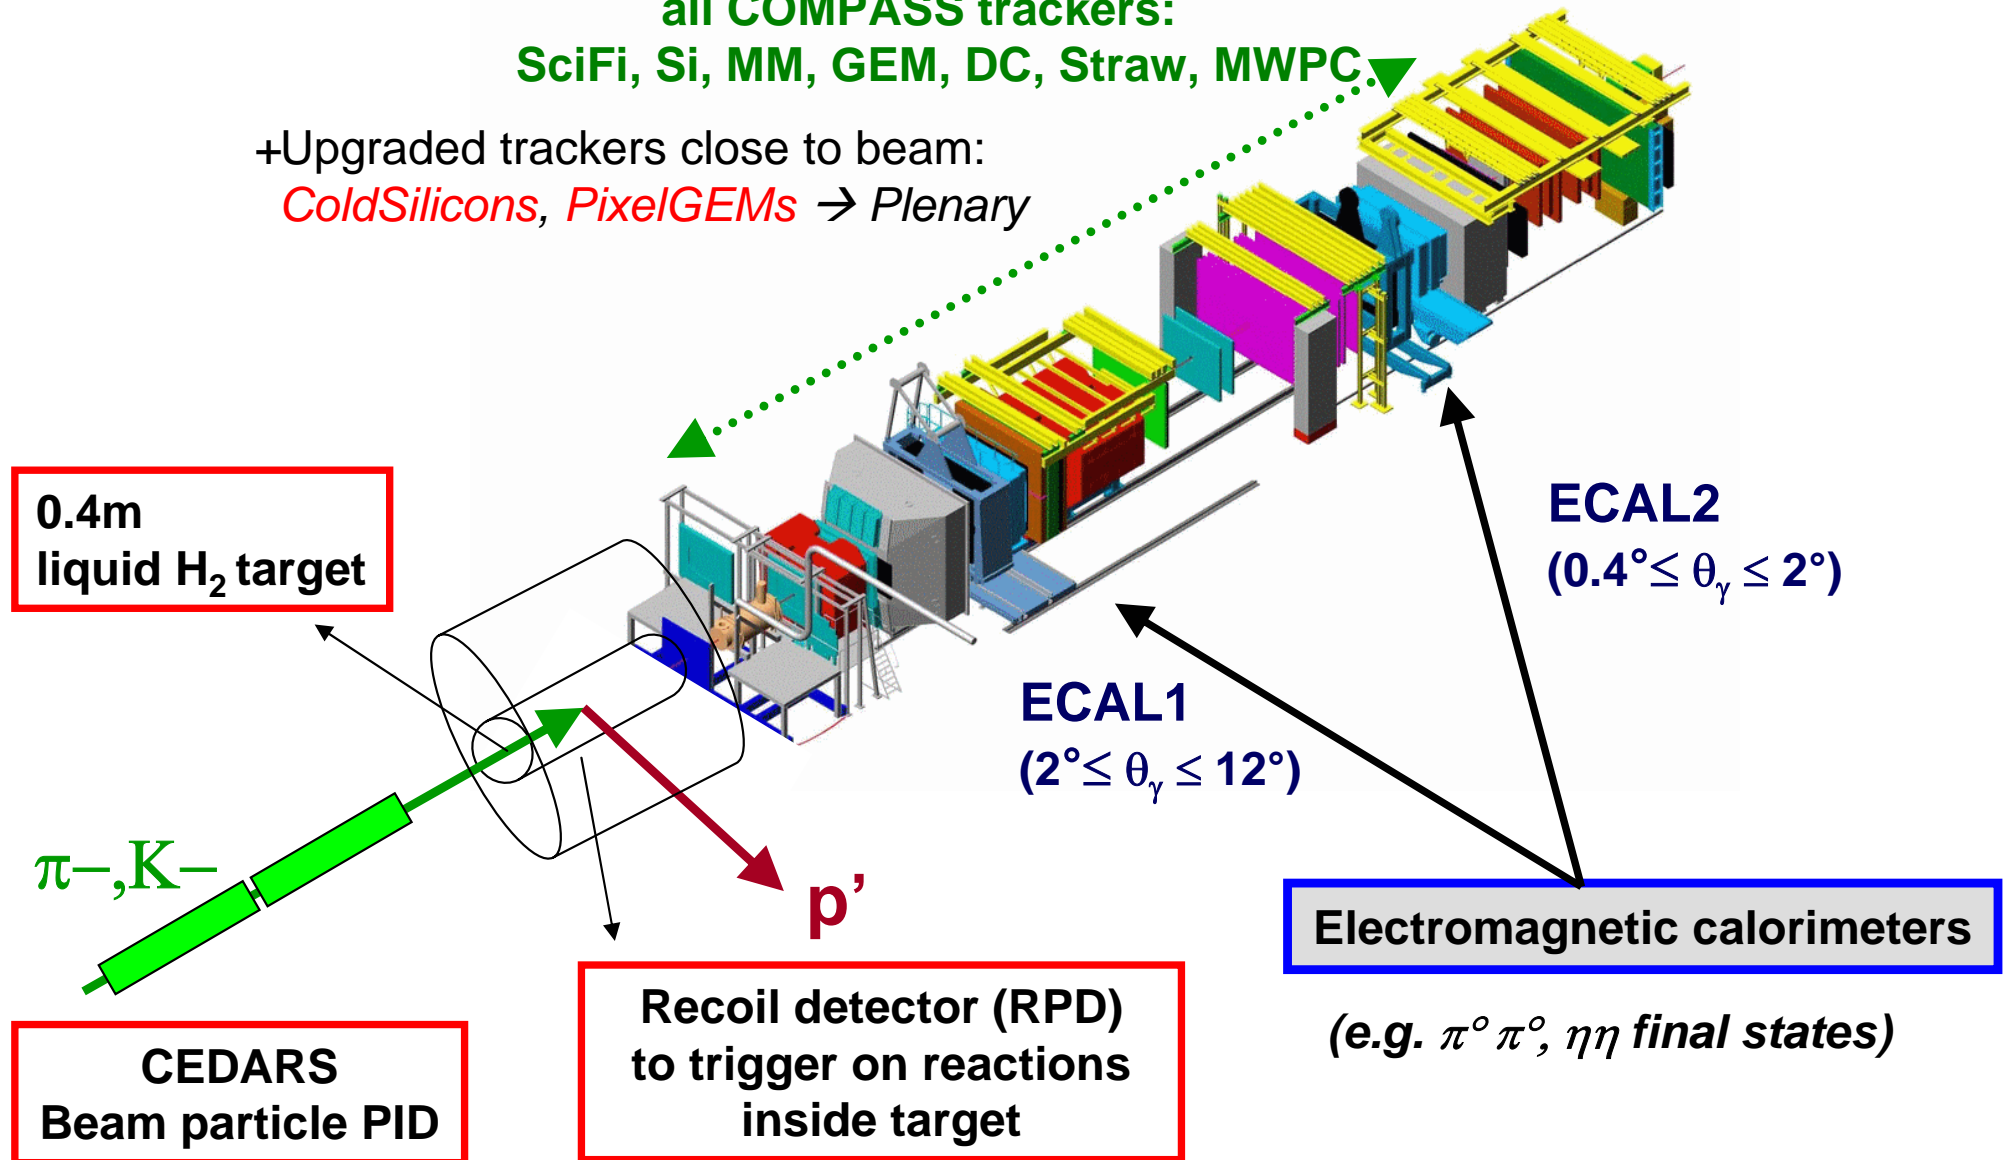 all COMPASS trackers:
SciFi, Si, MM, GEM, DC, Straw, MWPC
+Upgraded trackers close to beam:
ColdSilicons, PixelGEMs → Plenary
0.4m
liquid H₂ target
ECAL2
(0.4°≤ θᵧ ≤ 2°)
ECAL1
(2°≤ θᵧ ≤ 12°)
π–,K–
p’
Electromagnetic calorimeters
(e.g. π° π°, ηη final states)
Recoil detector (RPD)
to trigger on reactions
inside target
CEDARS
Beam particle PID